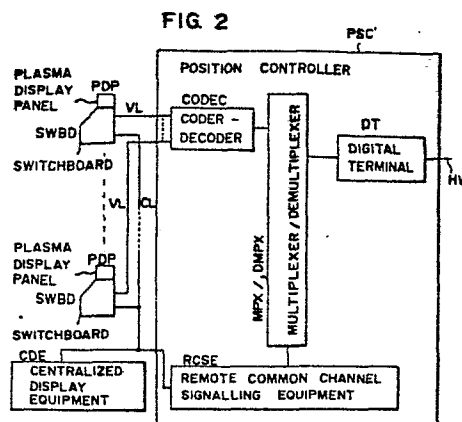 FIG. 2
PSC'
POSITION CONTROLLER
PLASMA
DISPLAY
PANEL
PDP
VL
SWBD
SWITCHBOARD
CODEC
CODER -
DECODER
MPX/DMPX
MULTIPLEXER/DEMULTIPLEXER
DT
DIGITAL
TERMINAL
VL
CL
PLASMA
DISPLAY
PANEL
PDP
SWBD
SWITCHBOARD
CDE
CENTRALIZED
DISPLAY
EQUIPMENT
RCSE
REMOTE COMMON CHANNEL
SIGNALLING EQUIPMENT